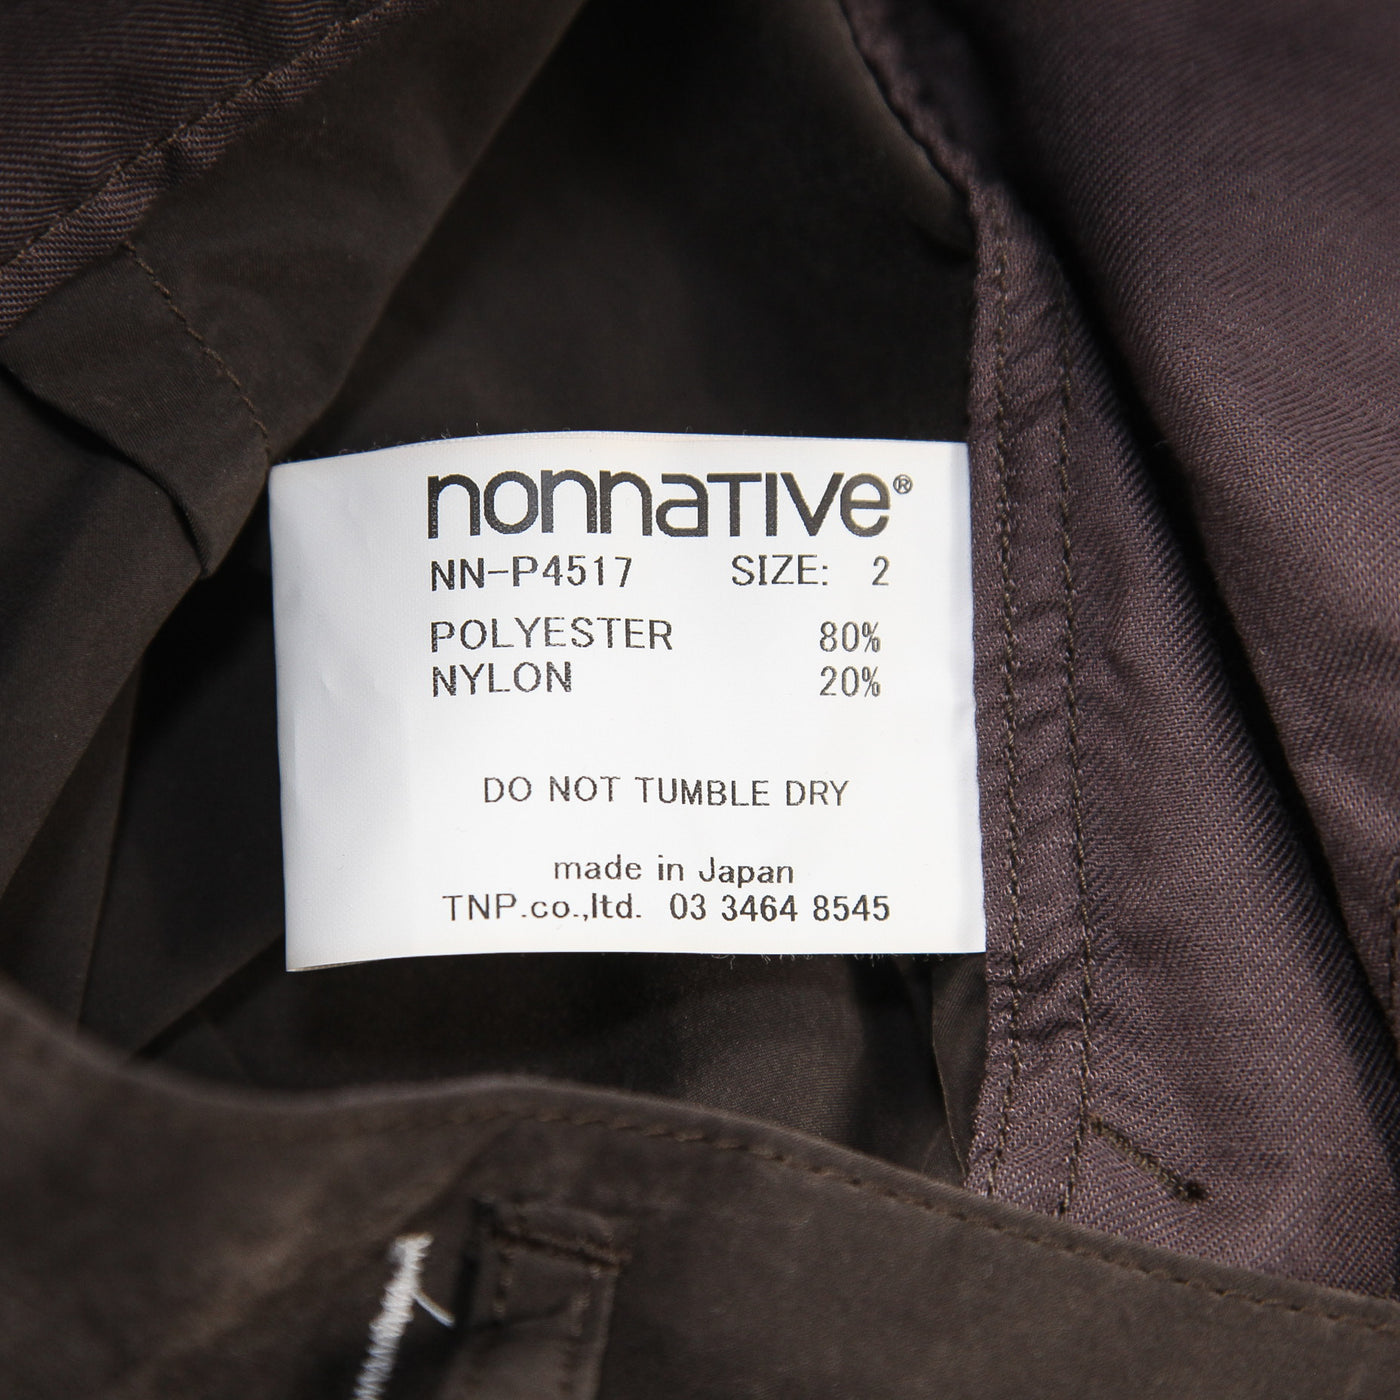 nonnative®
NN-P4517 SIZE: 2
POLYESTER 80%
NYLON 20%
DO NOT TUMBLE DRY
made in Japan
TNP.co.,ltd. 03 3464 8545